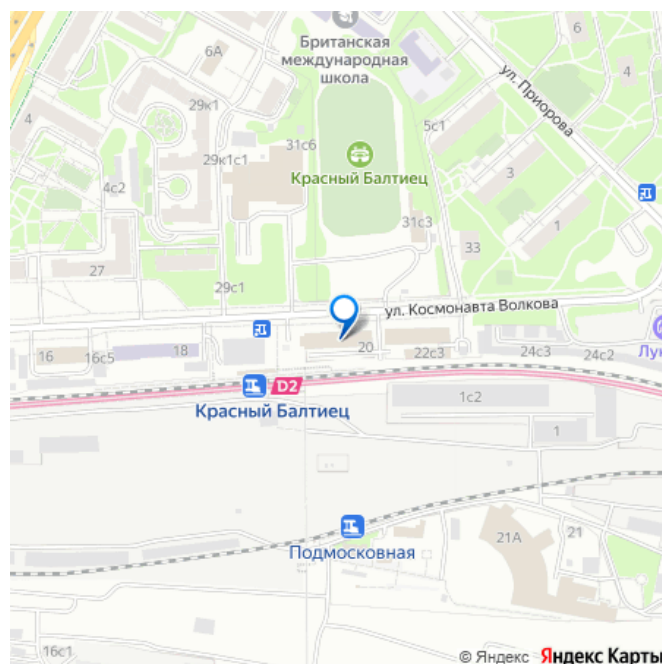 6А
Британская
международная
школа
ул. Приорова
6
4
4
29к1
5с1
31с6
29к1с1
Красный Балтиец
3
4с2
31с3
1
33
27
29с1
ул. Космонавта Волкова
16
16с5
18
20
22с3
24с3
24с2
Лук
D2
Красный Балтиец
1с2
1
Подмосковная
21А
21
16с1
© Яндекс Яндекс Карты